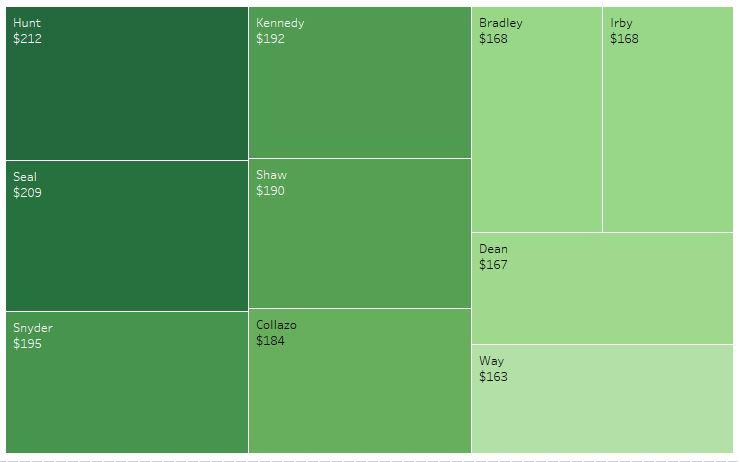 Hunt
$212
Seal
$209
Snyder
$195
Kennedy
$192
Shaw
$190
Collazo
$184
Bradley
$168
Irby
$168
Dean
$167
Way
$163